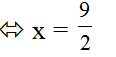 ⇔ x = 9/2